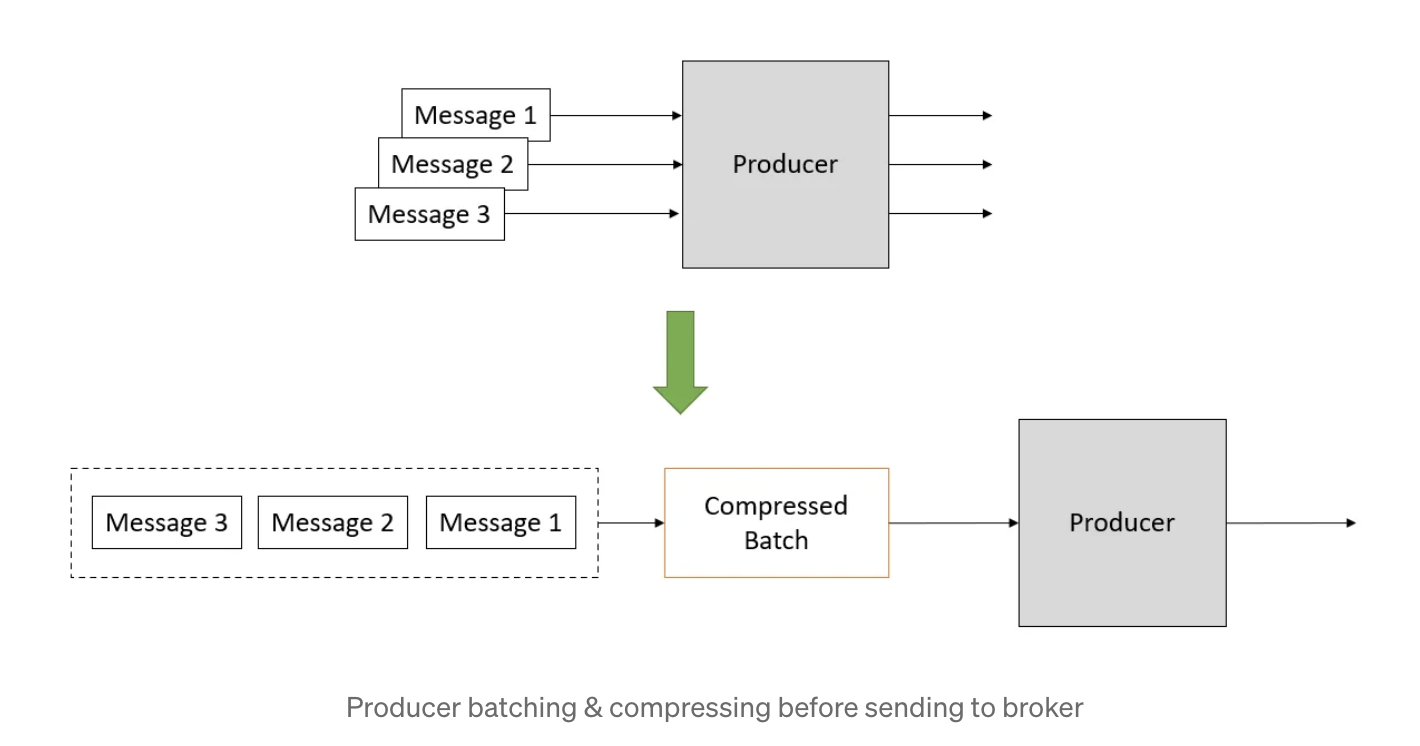 Message 1
Message 2
Message 3
Producer
Message 3
Message 2
Message 1
Compressed
Batch
Producer
Producer batching & compressing before sending to broker